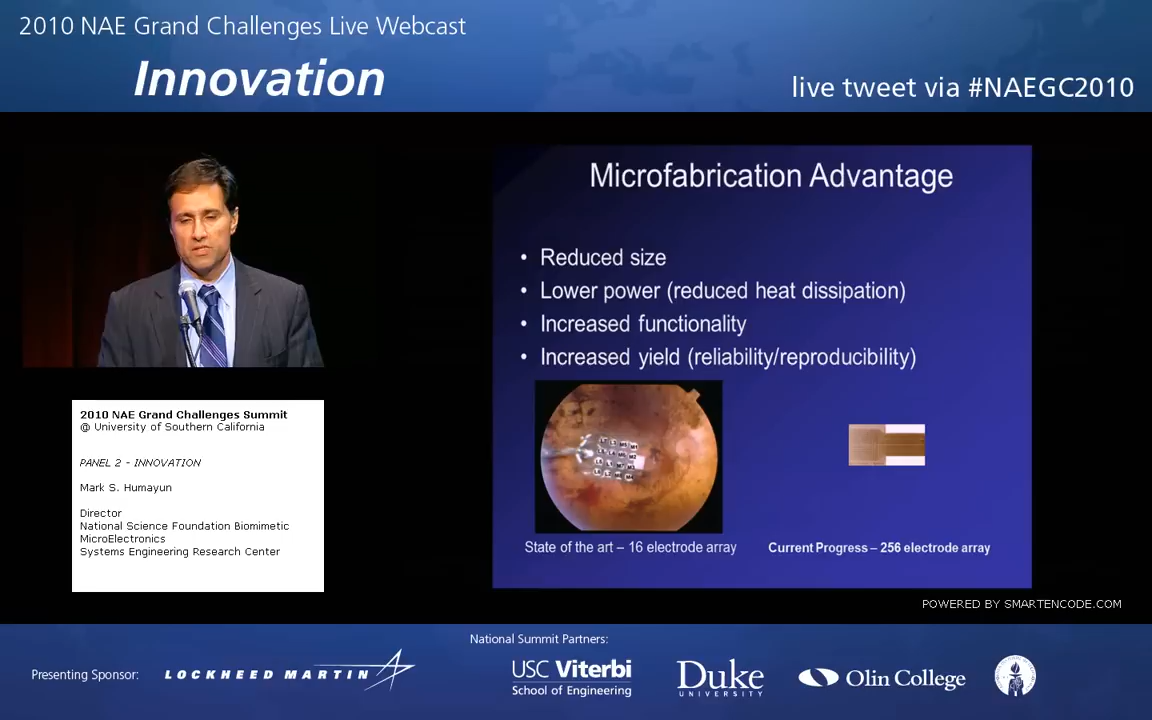 2010 NAE Grand Challenges Live Webcast
Innovation
live tweet via #NAEGC2010
Microfabrication Advantage
• Reduced size
• Lower power (reduced heat dissipation)
• Increased functionality
• Increased yield (reliability/reproducibility)
State of the art – 16 electrode array
Current Progress – 256 electrode array
2010 NAE Grand Challenges Summit
@ University of Southern California
PANEL 2 - INNOVATION
Mark S. Humayun
Director
National Science Foundation Biomimetic
MicroElectronics
Systems Engineering Research Center
POWERED BY SMARTENCODE.COM
National Summit Partners:
Presenting Sponsor:
LOCKHEED MARTIN
USC Viterbi
School of Engineering
Duke
UNIVERSITY
Olin College